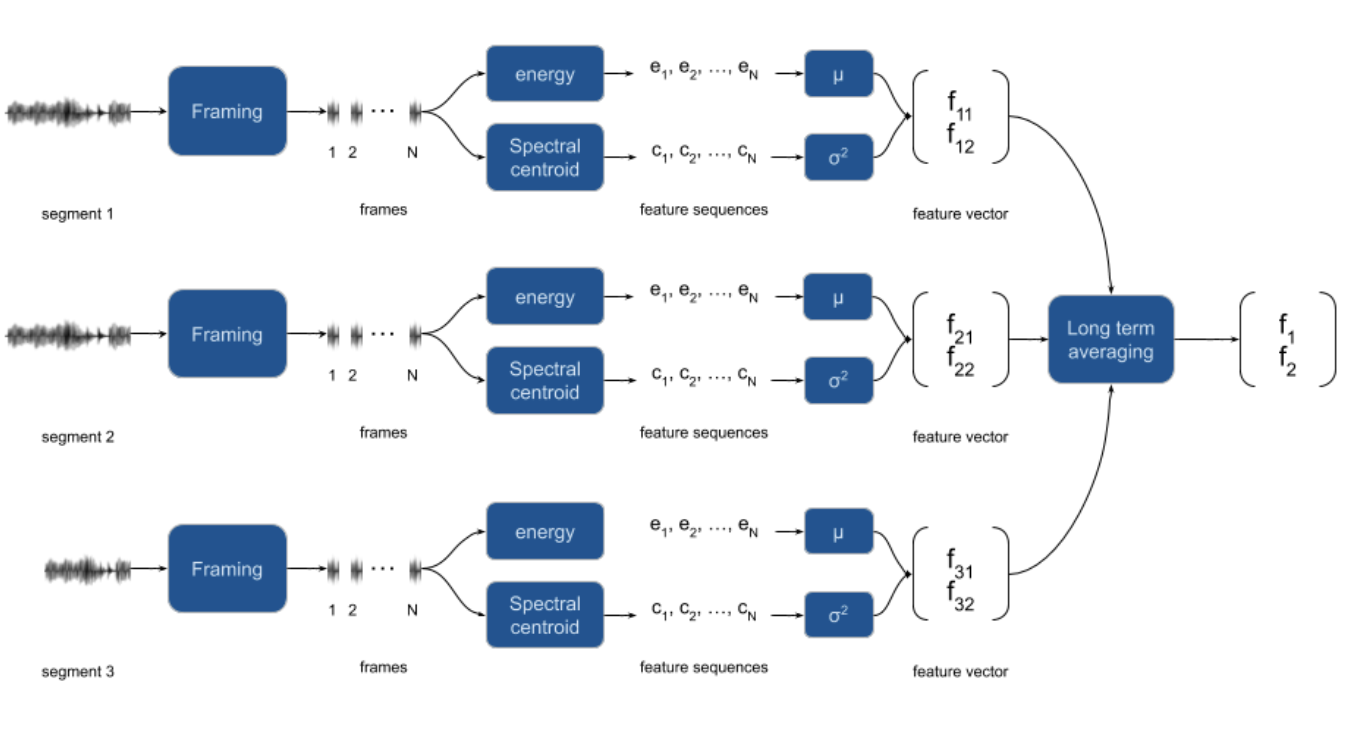 energy
e1, e2, ..., eN
μ
Framing
...
f11
f12
1 2 N
Spectral
centroid
c1, c2, ..., cN
σ²
segment 1
frames
feature sequences
feature vector
energy
e1, e2, ..., eN
μ
Framing
...
f21
f22
1 2 N
Spectral
centroid
c1, c2, ..., cN
σ²
segment 2
frames
feature sequences
feature vector
Long term
averaging
f1
f2
energy
e1, e2, ..., eN
μ
Framing
...
f31
f32
1 2 N
Spectral
centroid
c1, c2, ..., cN
σ²
segment 3
frames
feature sequences
feature vector